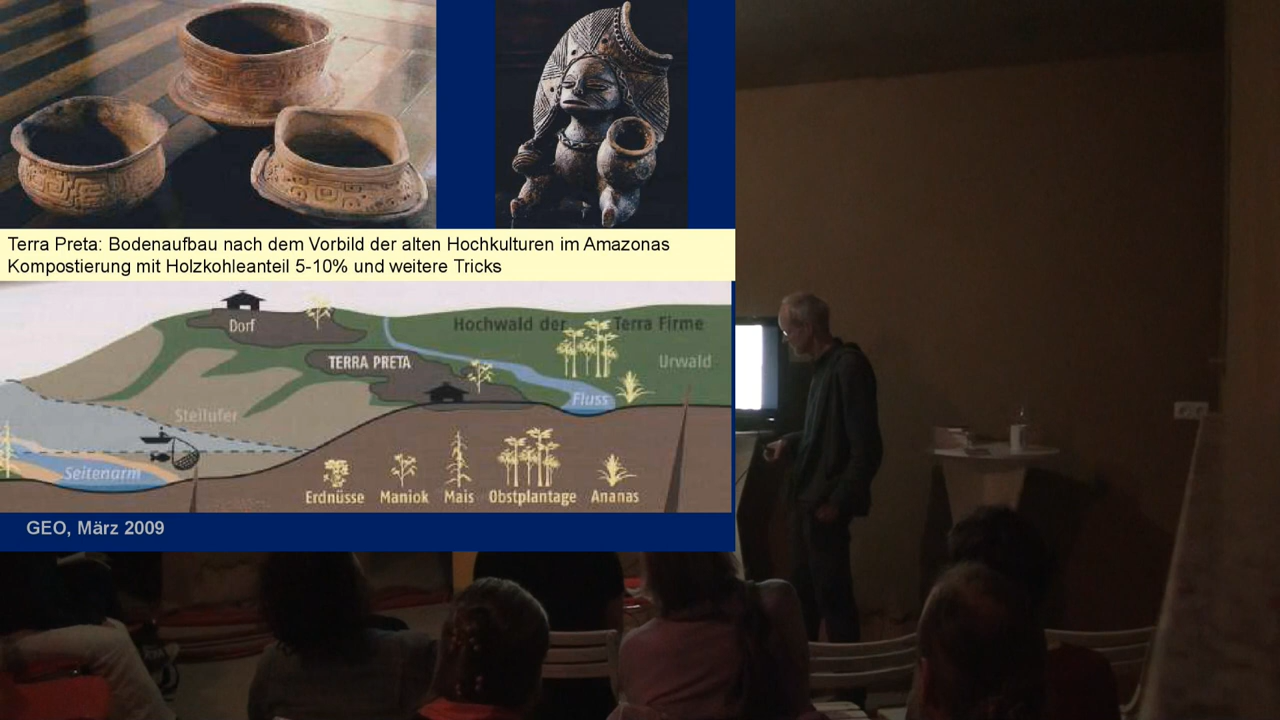 Terra Preta: Bodenaufbau nach dem Vorbild der alten Hochkulturen im Amazonas
Kompostierung mit Holzkohleanteil 5-10% und weitere Tricks
Dorf
Hochwald der Terra Firme
TERRA PRETA
Urwald
Fluss
Steilufer
Seitenarm
Erdnüsse Maniok Mais Obstplantage Ananas
GEO, März 2009